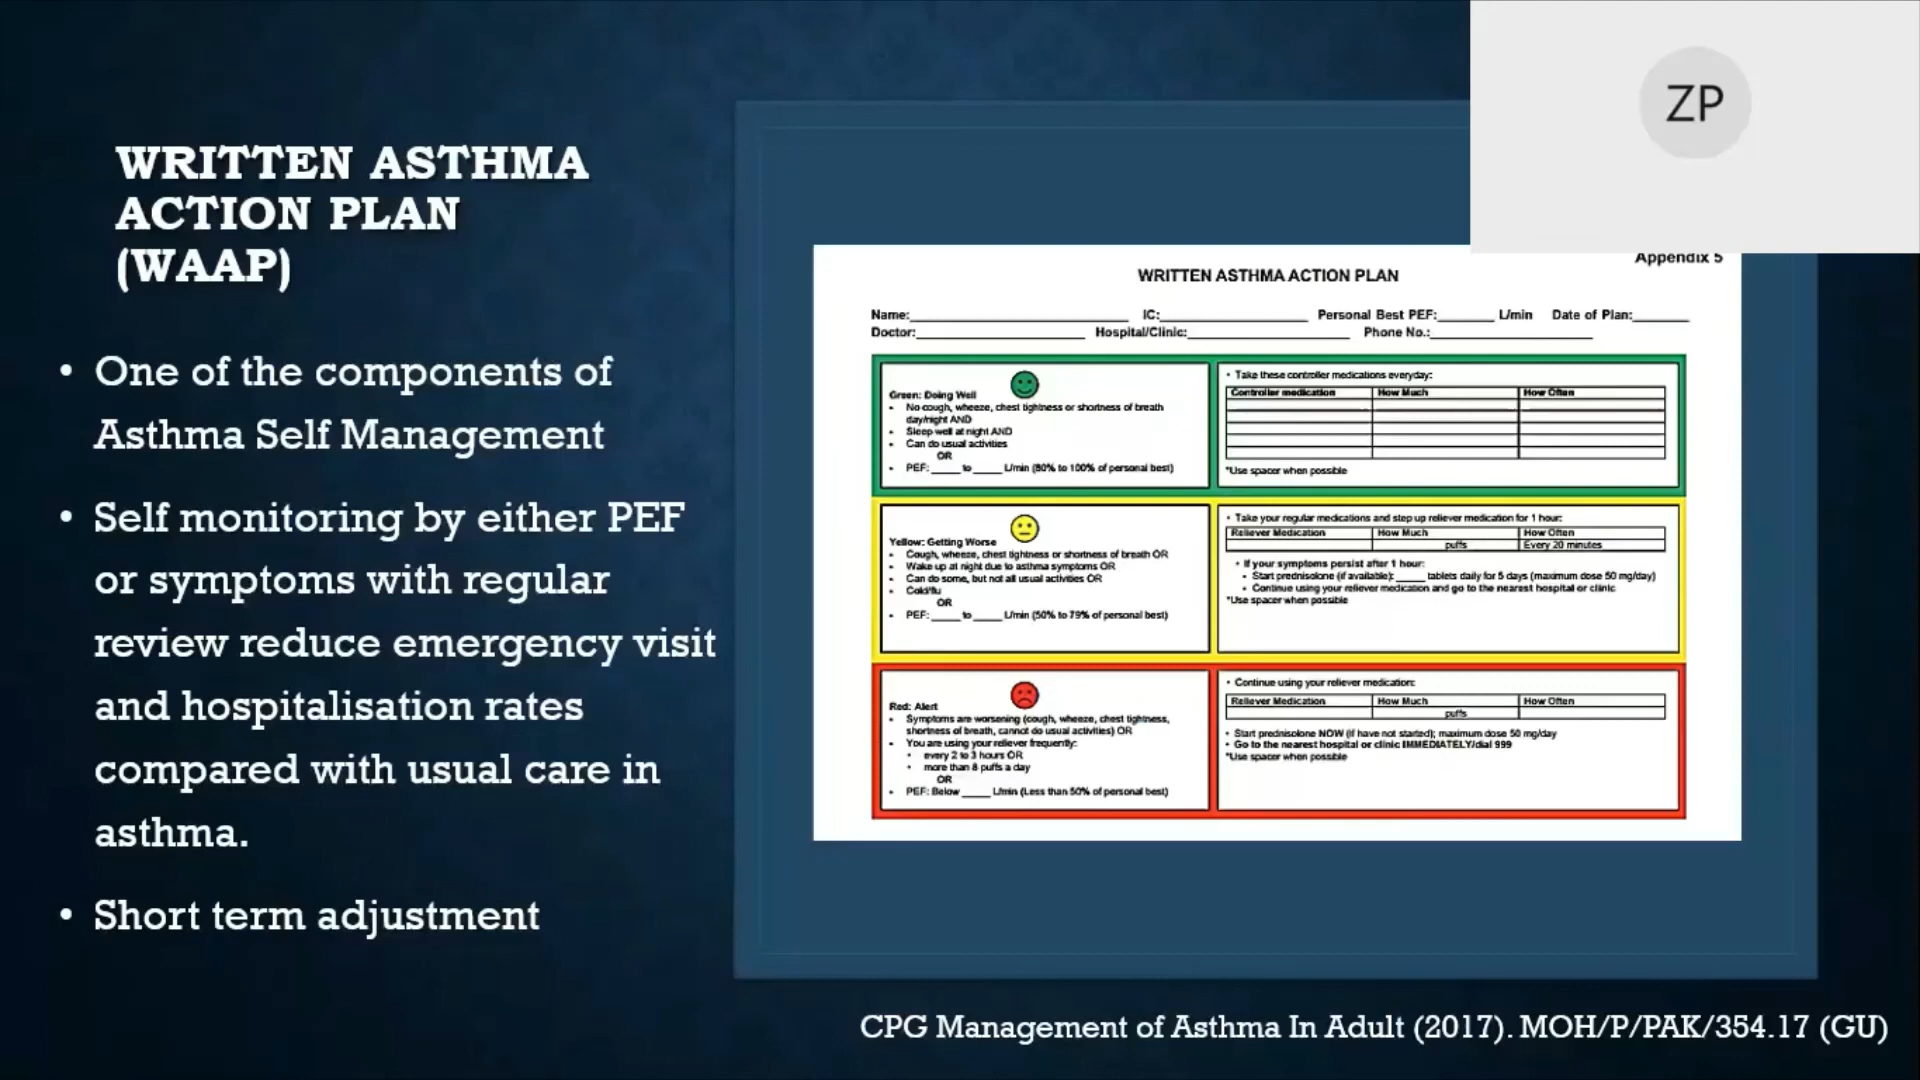 ZP
WRITTEN ASTHMA
ACTION PLAN
(WAAP)
• One of the components of
Asthma Self Management
• Self monitoring by either PEF
or symptoms with regular
review reduce emergency visit
and hospitalisation rates
compared with usual care in
asthma.
• Short term adjustment
Appendix 5
WRITTEN ASTHMA ACTION PLAN
Name:____________ IC:____________ Personal Best PEF:______ L/min Date of Plan:______
Doctor:____________ Hospital/Clinic:____________ Phone No.:____________
Green: Doing Well
• No cough, wheeze, chest tightness or shortness of breath
day/night AND
• Sleep well at night AND
• Can do usual activities
OR
• PEF: _____ to _____ L/min (80% to 100% of personal best)
• Take these controller medications everyday:
Controller medication How Much How Often
*Use spacer when possible
Yellow: Getting Worse
• Cough, wheeze, chest tightness or shortness of breath OR
• Wake up at night due to asthma symptoms OR
• Can do some, but not all usual activities OR
• Cold/flu
OR
• PEF: _____ to _____ L/min (50% to 79% of personal best)
• Take your regular medications and step up reliever medication for 1 hour:
Reliever Medication How Much How Often
puffs Every 20 minutes
• If your symptoms persist after 1 hour:
• Start prednisolone (if available): _____ tablets daily for 5 days (maximum dose 50 mg/day)
• Continue using your reliever medication and go to the nearest hospital or clinic
*Use spacer when possible
Red: Alert
• Symptoms are worsening (cough, wheeze, chest tightness,
shortness of breath, cannot do usual activities) OR
• You are using your reliever frequently:
• every 2 to 3 hours OR
• more than 8 puffs a day
OR
• PEF: Below _____ L/min (Less than 50% of personal best)
• Continue using your reliever medication:
Reliever Medication How Much How Often
puffs
• Start prednisolone NOW (if have not started); maximum dose 50 mg/day
• Go to the nearest hospital or clinic IMMEDIATELY/dial 999
*Use spacer when possible
CPG Management of Asthma In Adult (2017). MOH/P/PAK/354.17 (GU)